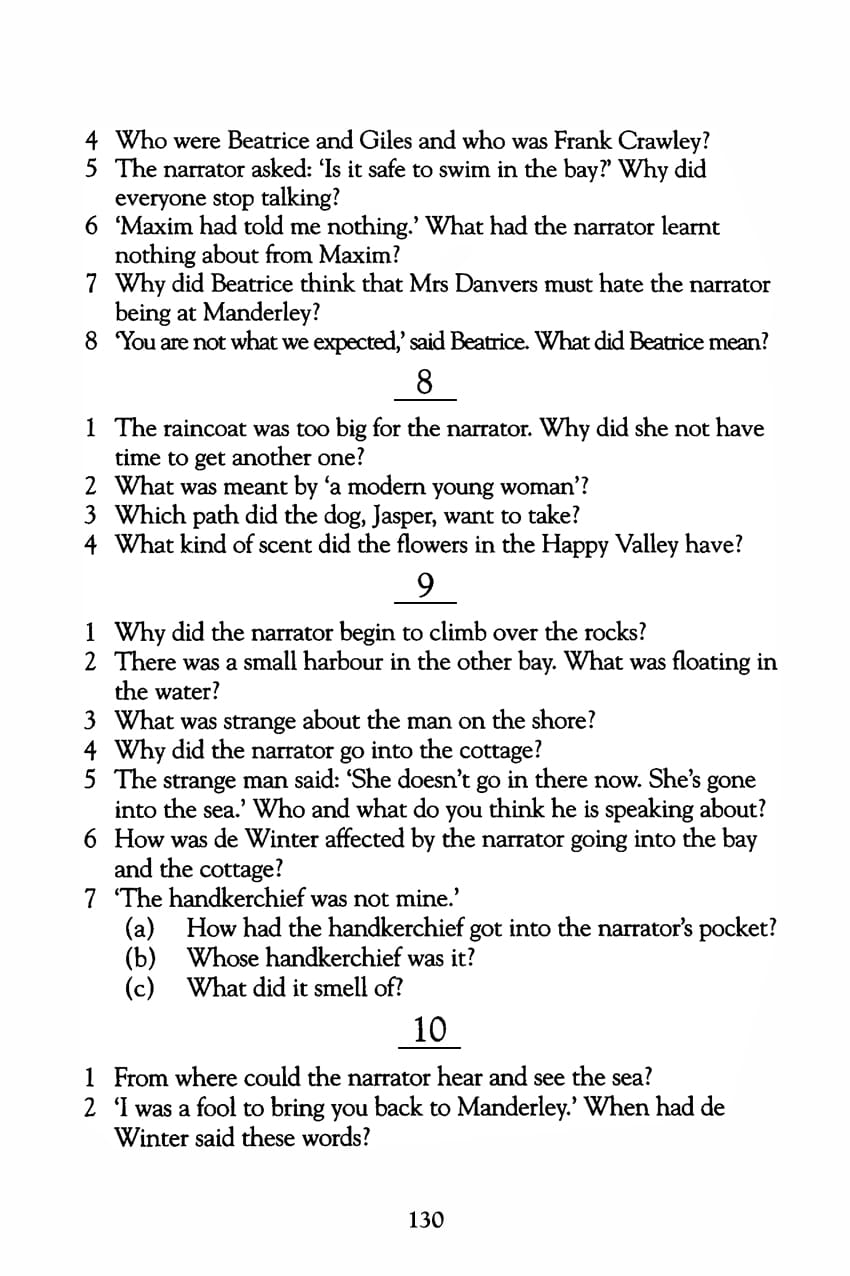 4 Who were Beatrice and Giles and who was Frank Crawley?
5 The narrator asked: ‘Is it safe to swim in the bay?’ Why did
everyone stop talking?
6 ‘Maxim had told me nothing.’ What had the narrator learnt
nothing about from Maxim?
7 Why did Beatrice think that Mrs Danvers must hate the narrator
being at Manderley?
8 ‘You are not what we expected,’ said Beatrice. What did Beatrice mean?
8
1 The raincoat was too big for the narrator. Why did she not have
time to get another one?
2 What was meant by ‘a modern young woman’?
3 Which path did the dog, Jasper, want to take?
4 What kind of scent did the flowers in the Happy Valley have?
9
1 Why did the narrator begin to climb over the rocks?
2 There was a small harbour in the other bay. What was floating in
the water?
3 What was strange about the man on the shore?
4 Why did the narrator go into the cottage?
5 The strange man said: ‘She doesn’t go in there now. She’s gone
into the sea.’ Who and what do you think he is speaking about?
6 How was de Winter affected by the narrator going into the bay
and the cottage?
7 ‘The handkerchief was not mine.’
(a) How had the handkerchief got into the narrator’s pocket?
(b) Whose handkerchief was it?
(c) What did it smell of?
10
1 From where could the narrator hear and see the sea?
2 ‘I was a fool to bring you back to Manderley.’ When had de
Winter said these words?
130